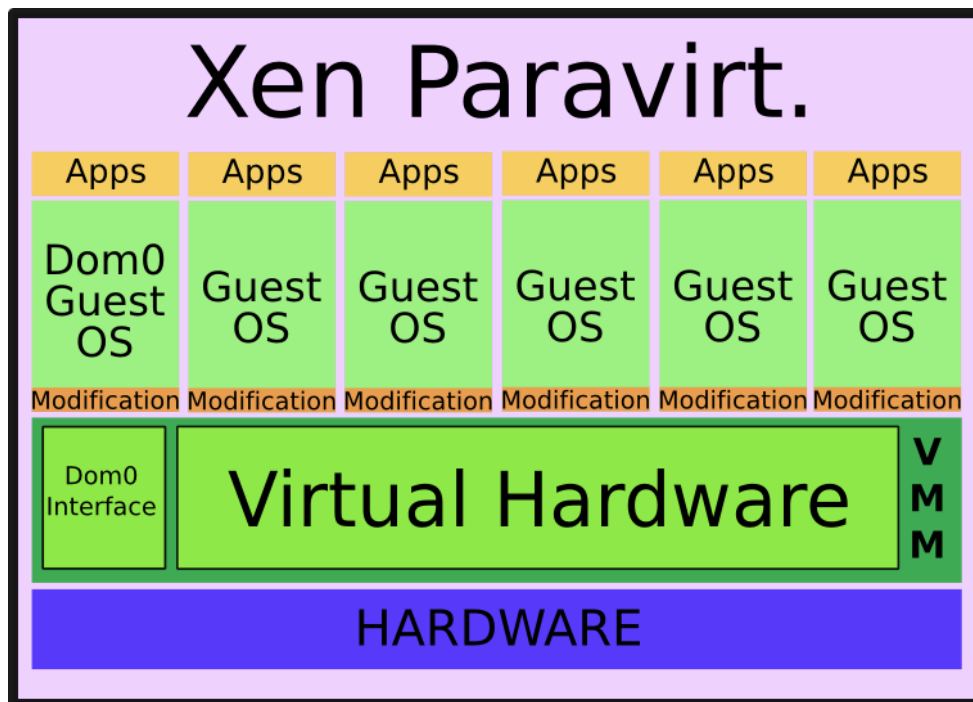 Xen Paravirt.
Apps Apps Apps Apps Apps Apps
Dom0
Guest
OS
Guest
OS
Guest
OS
Guest
OS
Guest
OS
Guest
OS
Modification Modification Modification Modification Modification Modification
Dom0
Interface
Virtual Hardware
V
M
M
HARDWARE